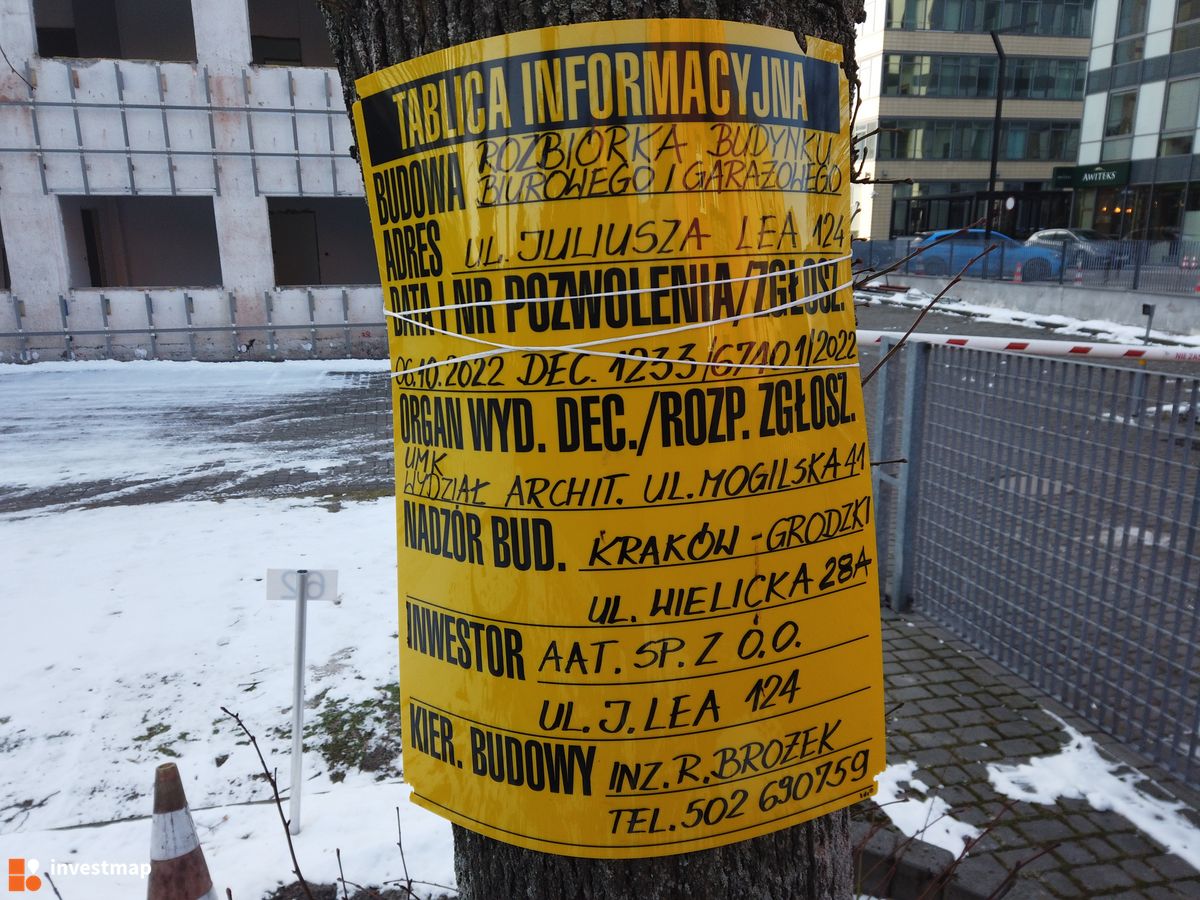 TABLICA INFORMACYJNA
BUDOWA ROZBIÓRKA BUDYNKU
BIUROWEGO I GARAŻOWEGO
ADRES UL. JULIUSZA LEA 124
DATA I NR POZWOLENIA/ZGŁOSZ.
06.10.2022 DEC. 1233/6740.1/2022
ORGAN WYD. DEC./ROZP. ZGŁOSZ.
UMK
WYDZIAŁ ARCHIT. UL. MOGILSKA 41
NADZÓR BUD. KRAKÓW - GRODZKI
UL. WIELICKA 28A
INWESTOR AAT. SP. Z O.O.
UL. J. LEA 124
KIER. BUDOWY INŻ. R. BROŻEK
TEL. 502 690759
AWITEKS
62
investmap